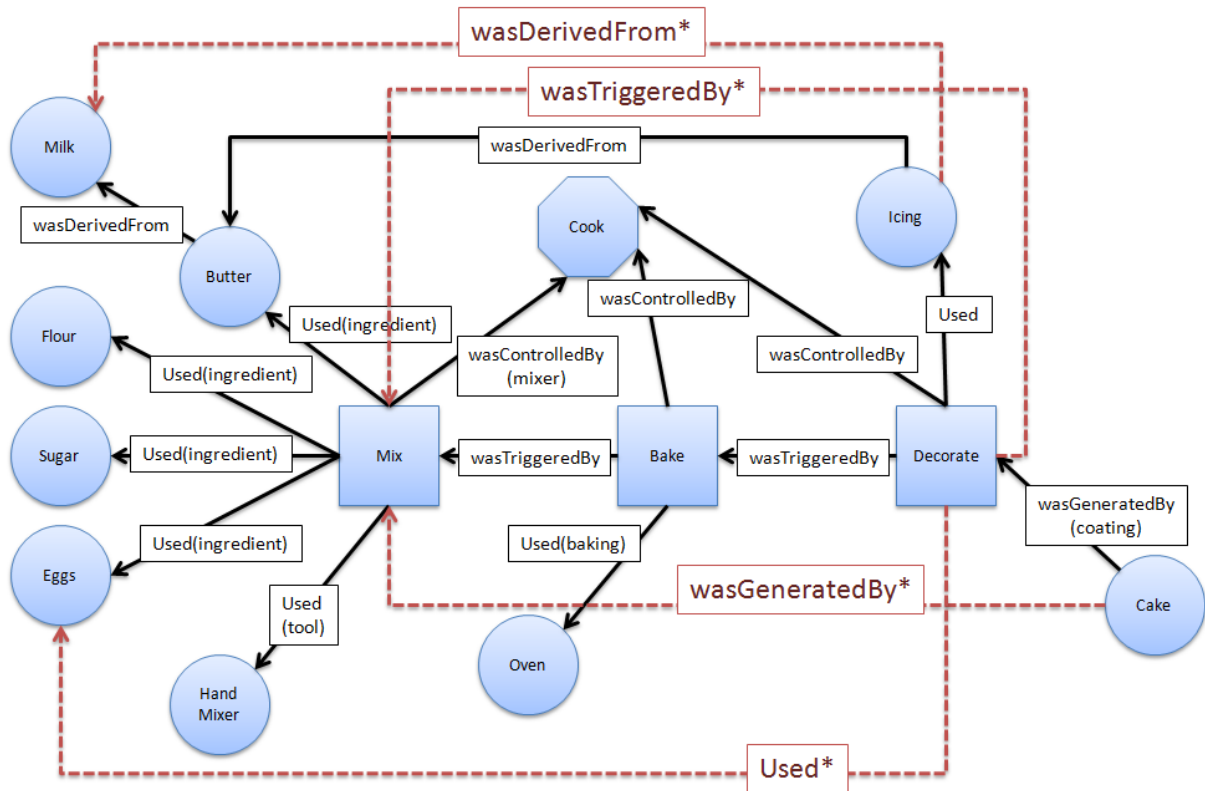 wasDerivedFrom*
wasTriggeredBy*
wasDerivedFrom
Milk
Cook
Icing
wasDerivedFrom
Butter
wasControlledBy
Used
Flour
Used(ingredient)
wasControlledBy
(mixer)
wasControlledBy
Used(ingredient)
Sugar
Used(ingredient)
Mix
wasTriggeredBy
Bake
wasTriggeredBy
Decorate
wasGeneratedBy
(coating)
Used(ingredient)
Used(baking)
Eggs
wasGeneratedBy*
Cake
Used
(tool)
Oven
Hand
Mixer
Used*